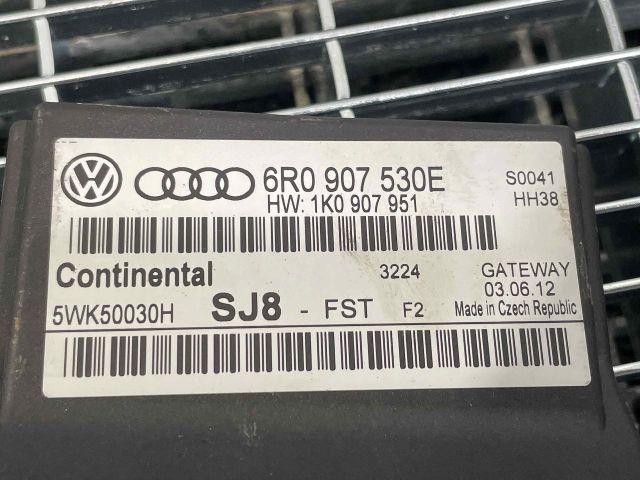 6R0 907 530E S0041
HW: 1K0 907 951 HH38
Continental 3224 GATEWAY
03.06.12
5WK50030H SJ8 - FST F2 Made in Czech Republic